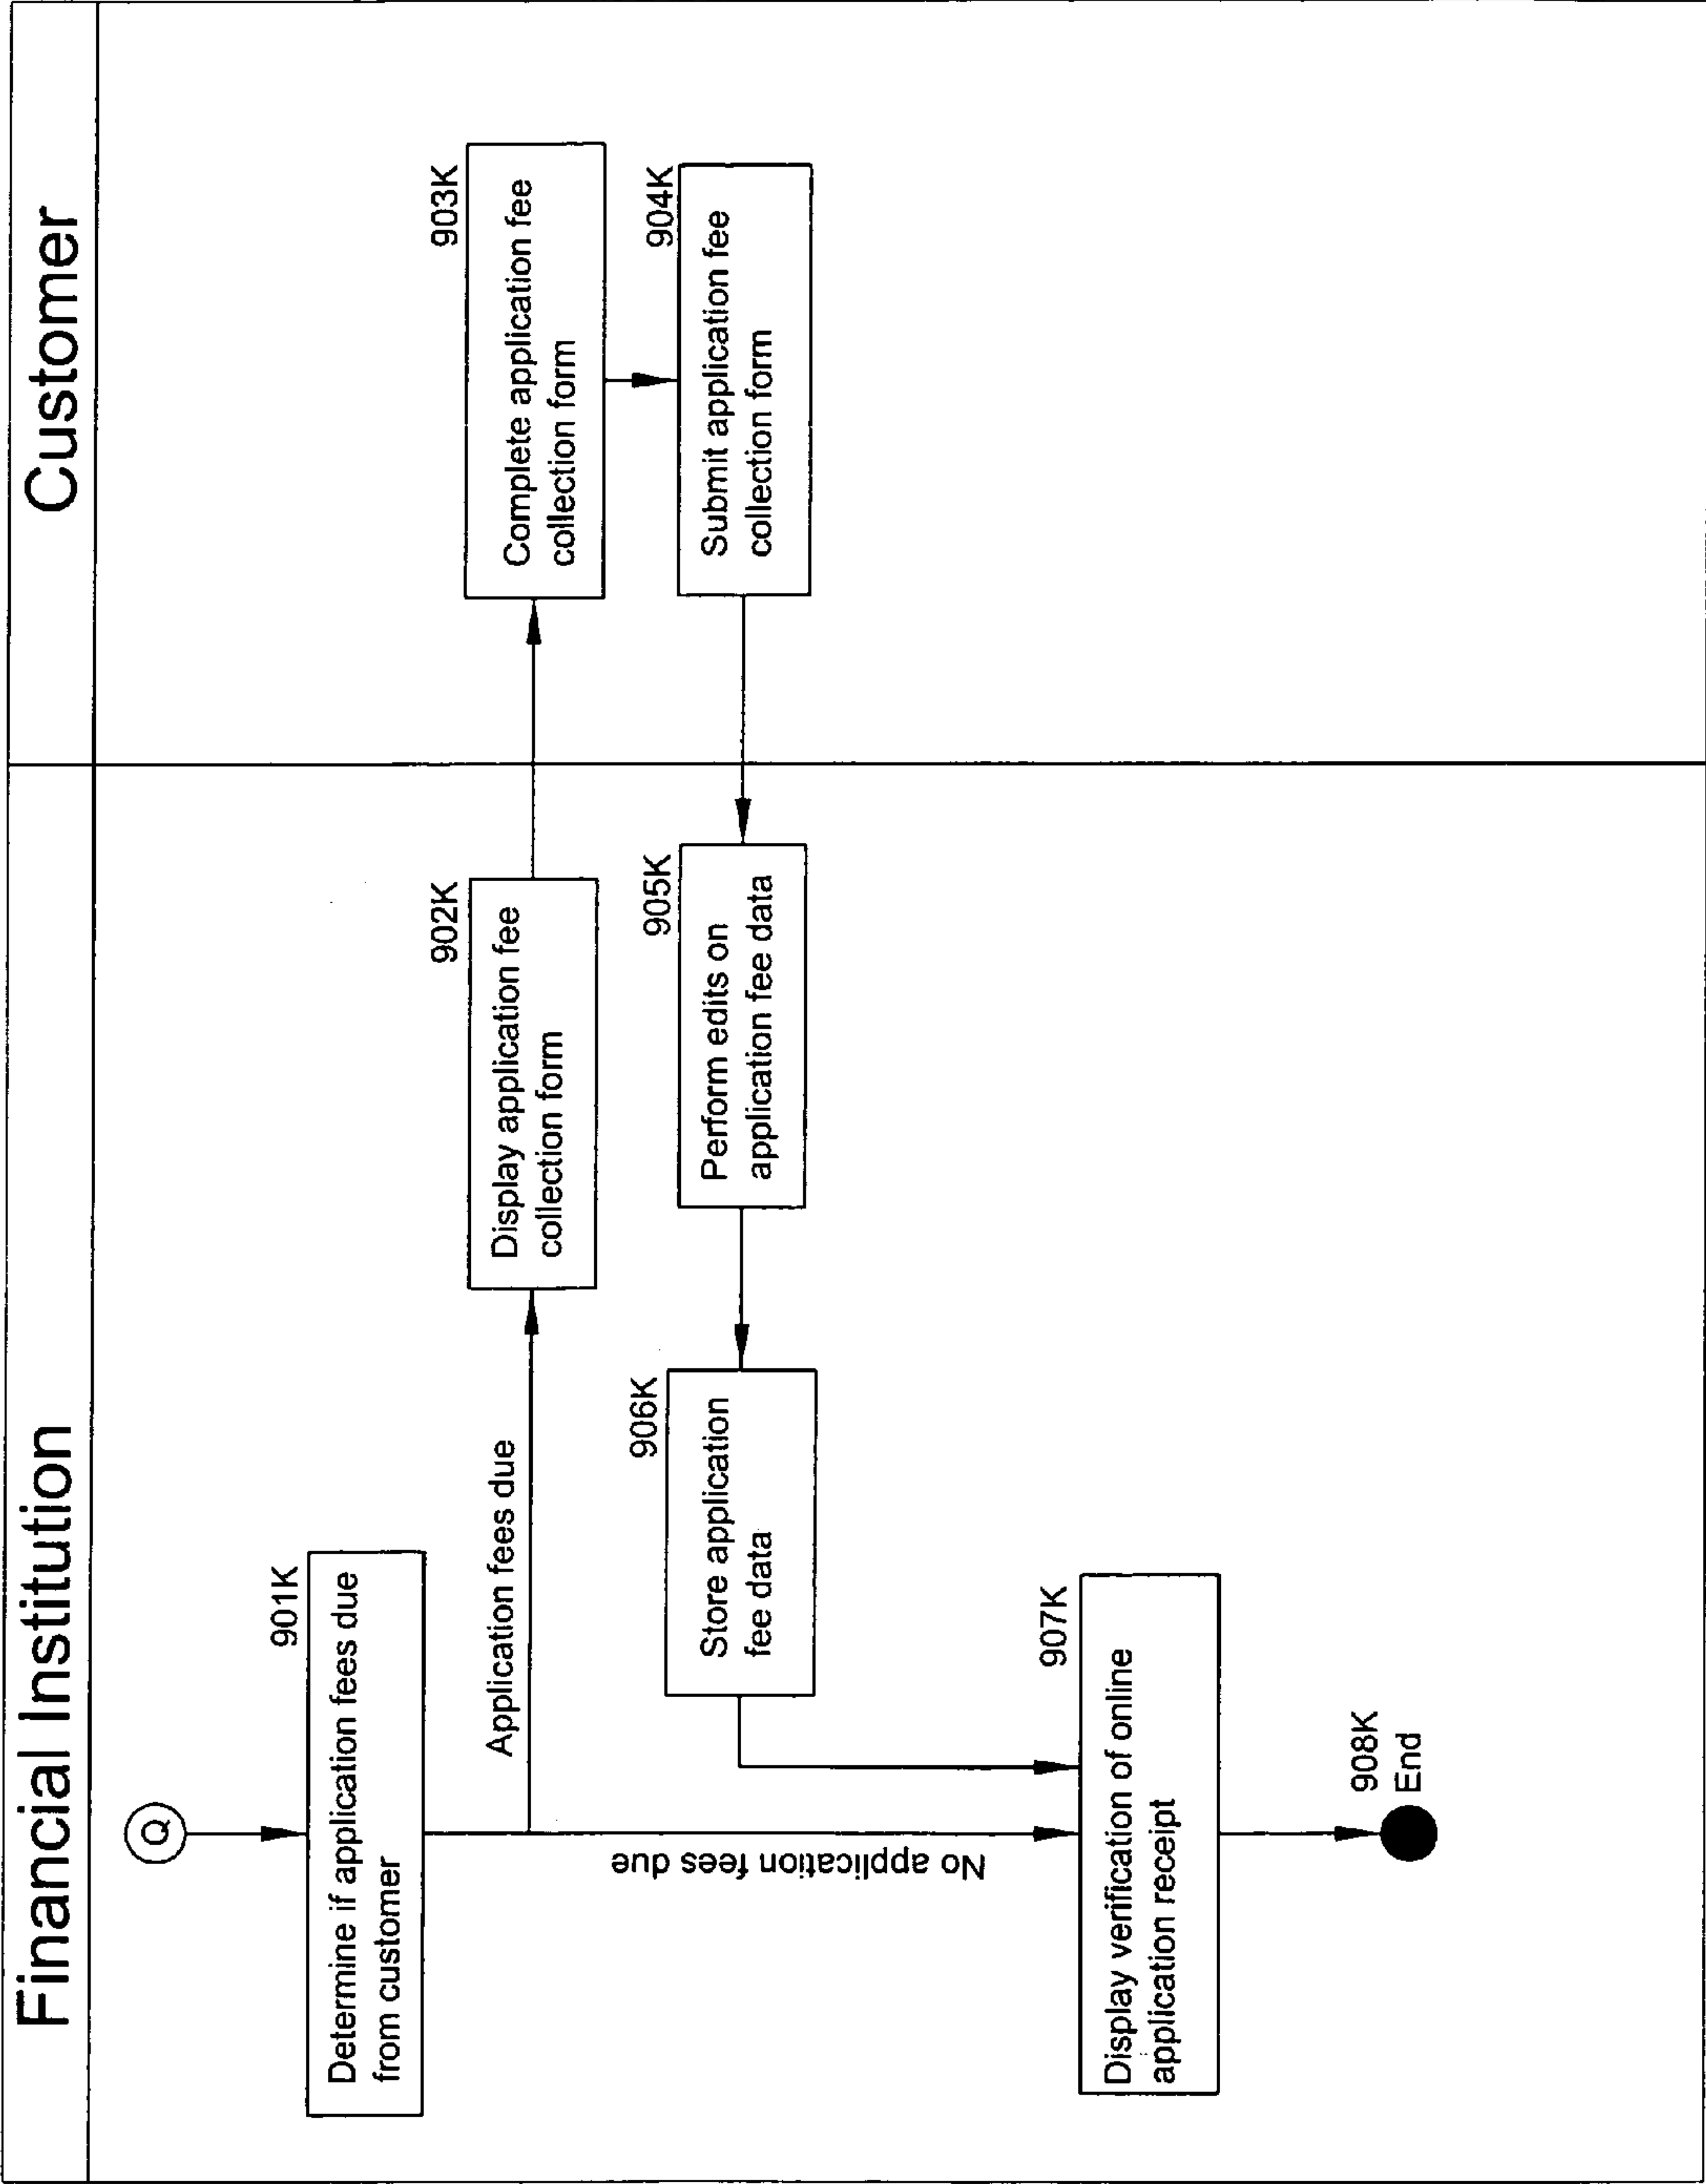 Financial Institution
Customer
Q
901K
Determine if application fees due
from customer
Application fees due
902K
Display application fee
collection form
903K
Complete application fee
collection form
904K
Submit application fee
collection form
905K
Perform edits on
application fee data
906K
Store application
fee data
No application fees due
907K
Display verification of online
application receipt
908K
End